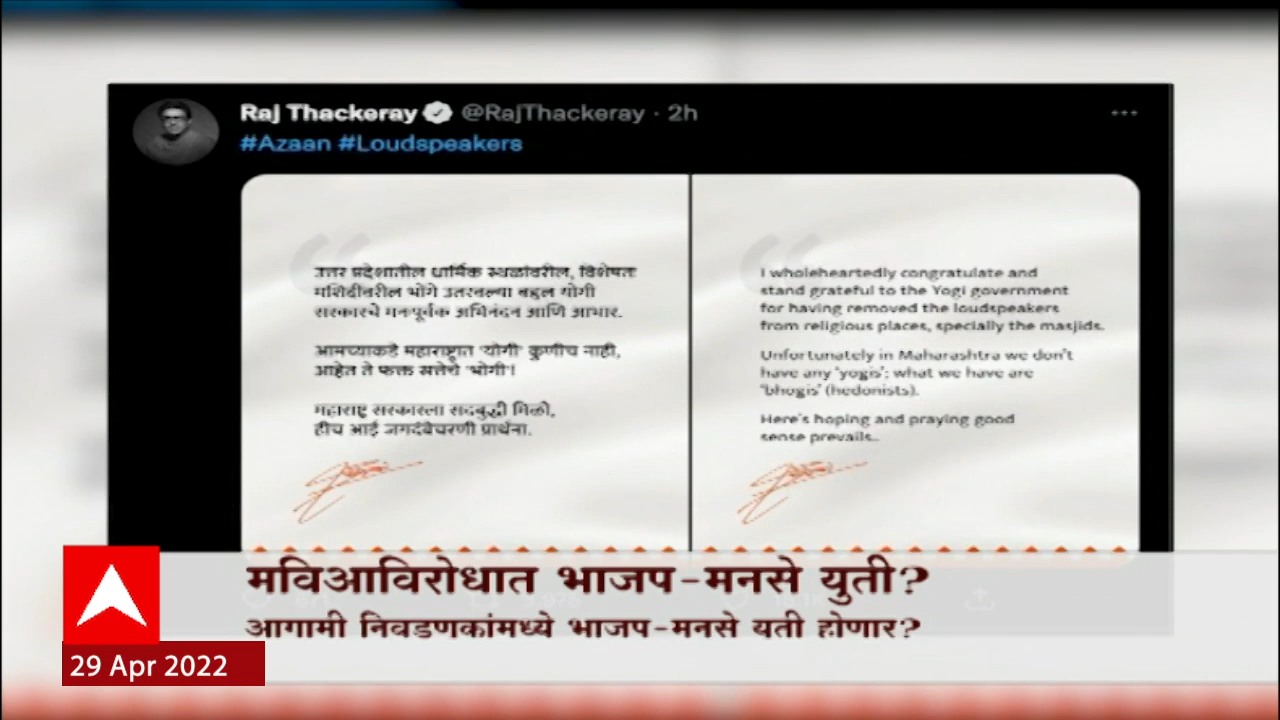 Raj Thackeray @RajThackeray · 2h
#Azaan #Loudspeakers
उत्तर प्रदेशातील धार्मिक स्थळांवरील, विशेषतः
मशिदीवरील भोंगे उतरवल्या बद्दल योगी
सरकारचे मनःपूर्वक अभिनंदन आणि आभार.
आमच्याकडे महाराष्ट्रात 'योगी' कुणीच नाही,
आहेत ते फक्त सत्तेचे 'भोगी'!
महाराष्ट्र सरकारला सदबुद्धी मिळो,
हीच आई जगदंबेचरणी प्रार्थना.
I wholeheartedly congratulate and
stand grateful to the Yogi government
for having removed the loudspeakers
from religious places, specially the masjids.
Unfortunately in Maharashtra we don't
have any 'yogis'; what we have are
'bhogis' (hedonists).
Here's hoping and praying good
sense prevails..
मविआविरोधात भाजप-मनसे युती?
आगामी निवडणकांमध्ये भाजप-मनसे यती होणार?
29 Apr 2022